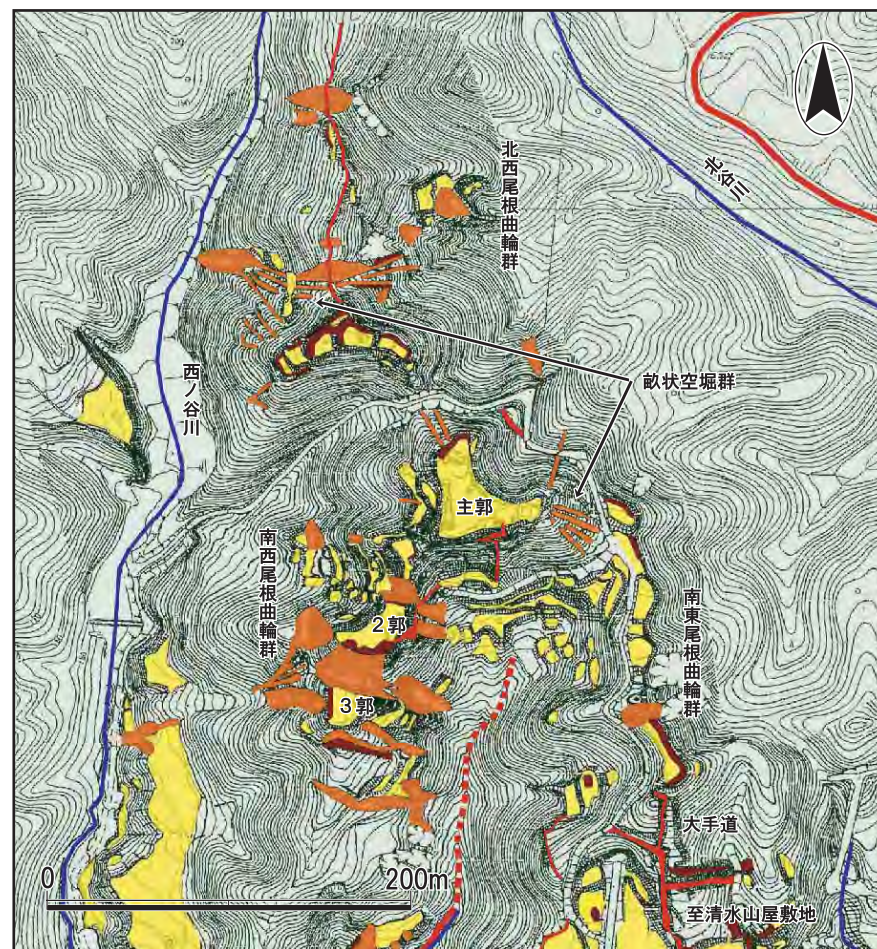 北西尾根曲輪群
北谷川
畝状空堀群
西ノ谷川
主郭
南西尾根曲輪群
2郭
南東尾根曲輪群
3郭
大手道
0
200m
至清水山屋敷地